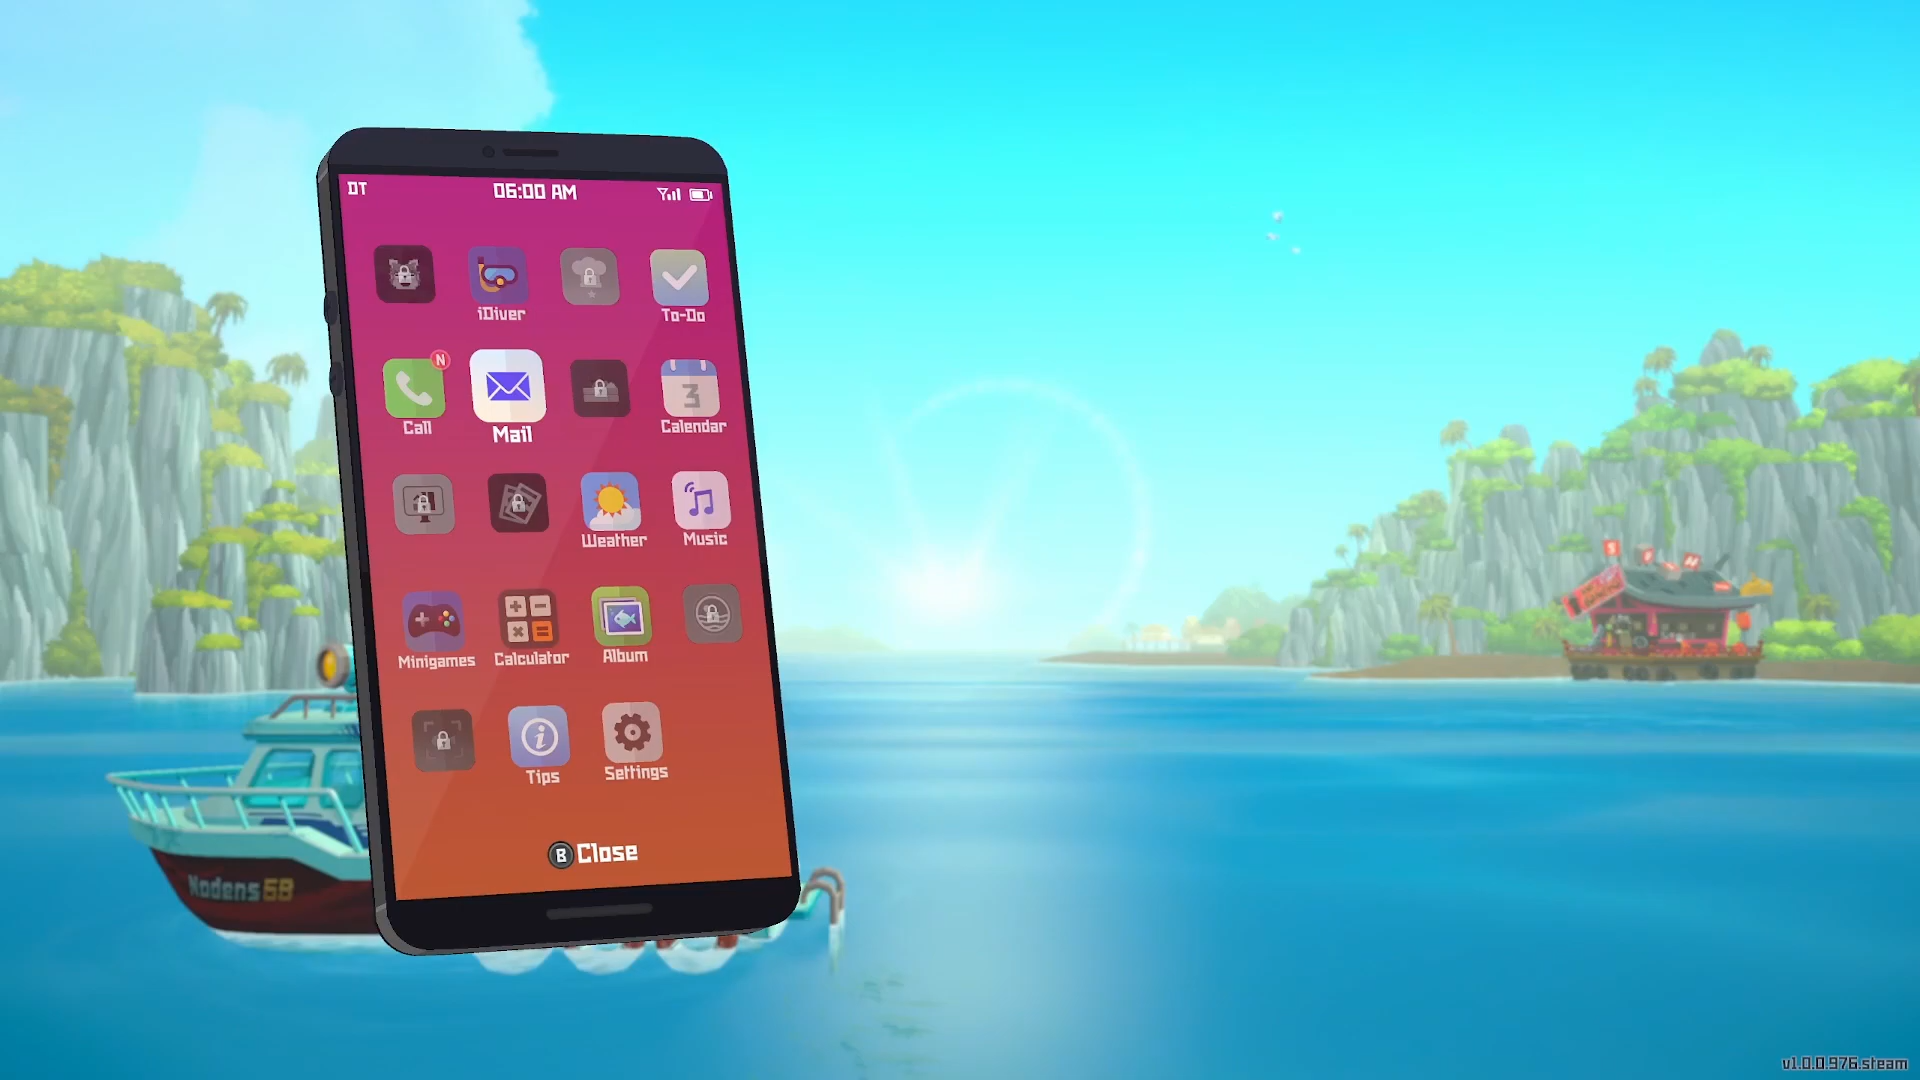 DT
06:00 AM
iDiver
To-Do
N
Call
Mail
3
Calendar
Weather
Music
Minigames
Calculator
Album
Tips
Settings
B Close
Nodens 68
v1.0.0.976.steam